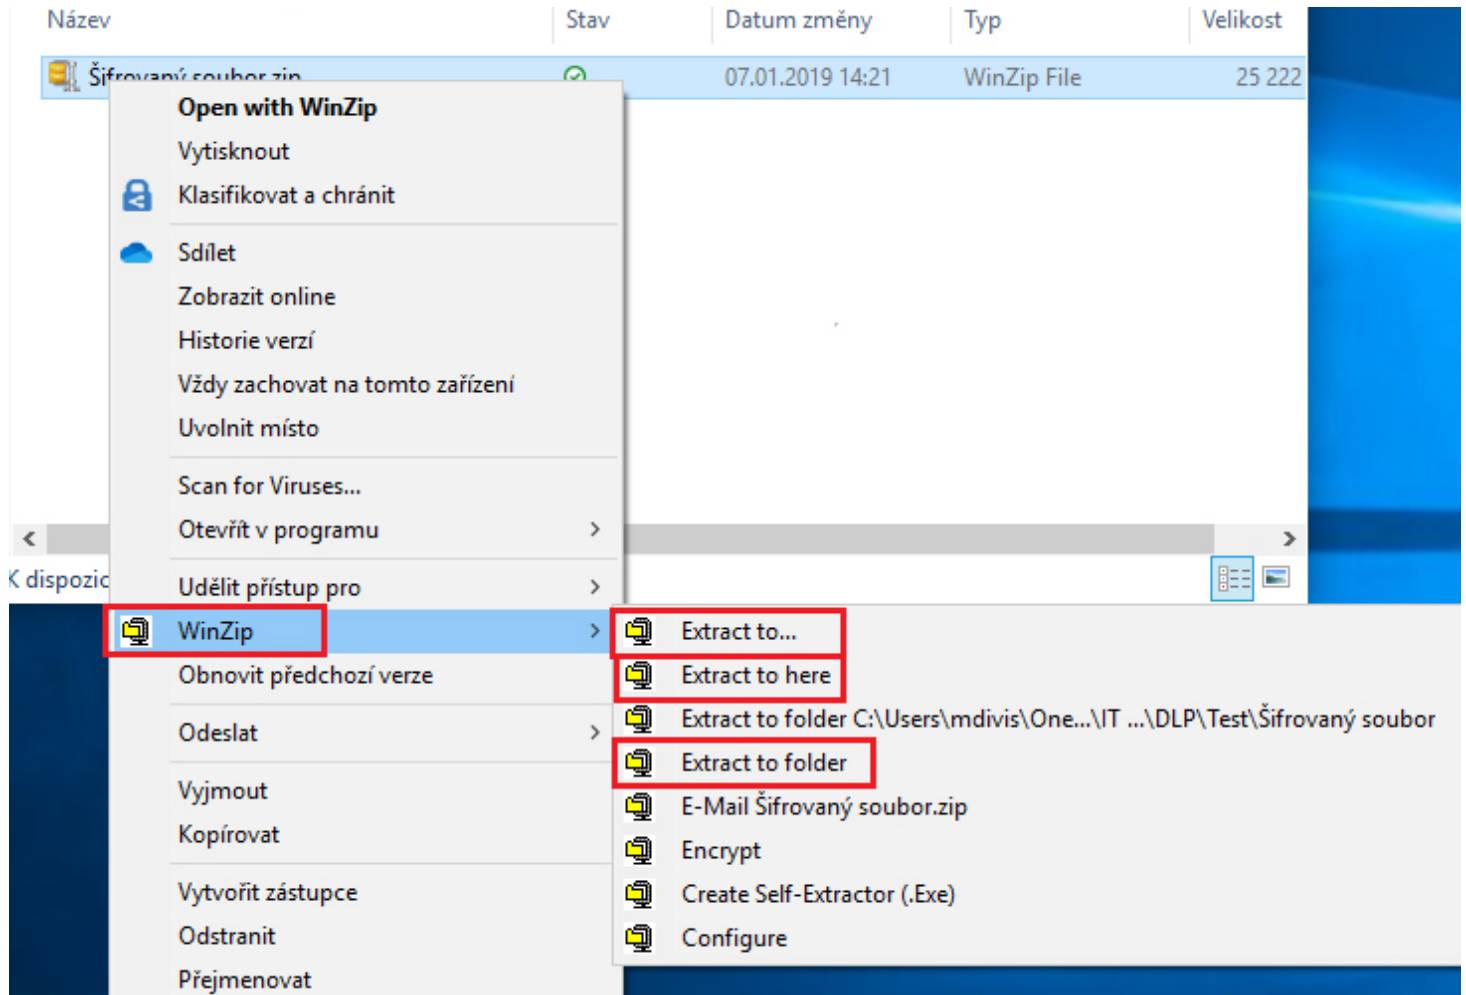 Název Stav Datum změny Typ Velikost
Šifrovaný soubor.zip 07.01.2019 14:21 WinZip File 25 222
Open with WinZip
Vytisknout
Klasifikovat a chránit
Sdílet
Zobrazit online
Historie verzí
Vždy zachovat na tomto zařízení
Uvolnit místo
Scan for Viruses...
Otevřít v programu
K dispozic
Udělit přístup pro
WinZip
Obnovit předchozí verze
Odeslat
Vyjmout
Kopírovat
Vytvořit zástupce
Odstranit
Přejmenovat
Extract to...
Extract to here
Extract to folder C:\Users\mdivis\One...\IT ...\DLP\Test\Šifrovaný soubor
Extract to folder
E-Mail Šifrovaný soubor.zip
Encrypt
Create Self-Extractor (.Exe)
Configure